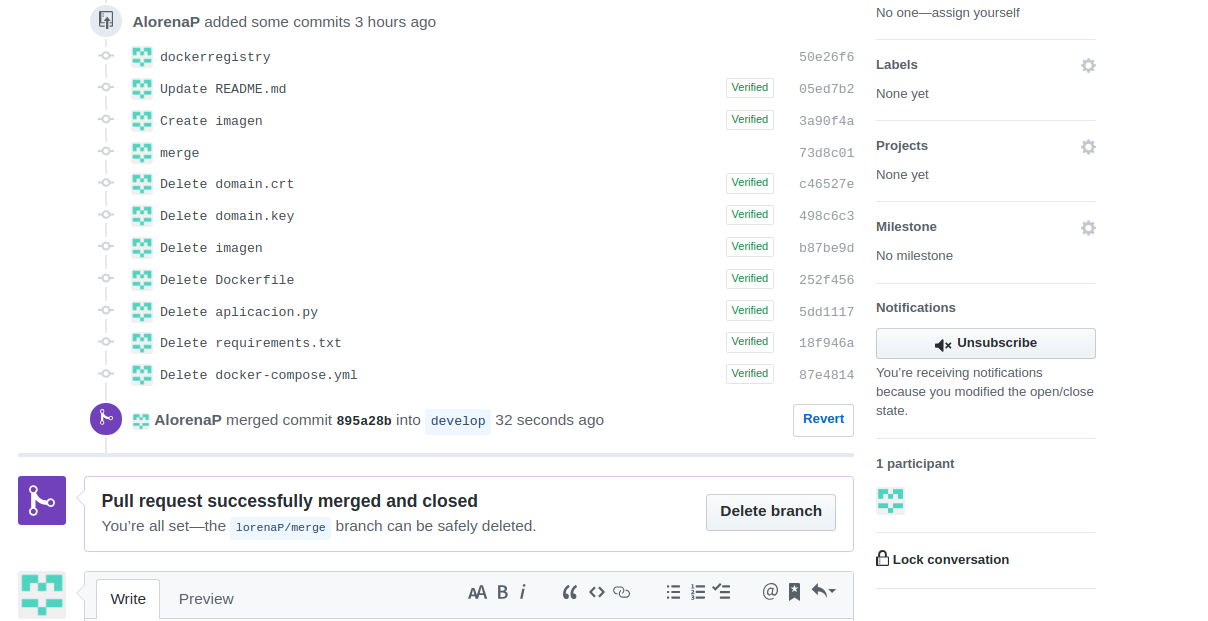 AlorenaP added some commits 3 hours ago
dockerregistry 50e26f6
Update README.md Verified 05ed7b2
Create imagen Verified 3a90f4a
merge 73d8c01
Delete domain.crt Verified c46527e
Delete domain.key Verified 498c6c3
Delete imagen Verified b87be9d
Delete Dockerfile Verified 252f456
Delete aplicacion.py Verified 5dd1117
Delete requirements.txt Verified 18f946a
Delete docker-compose.yml Verified 87e4814
AlorenaP merged commit 895a28b into develop 32 seconds ago Revert
Pull request successfully merged and closed
You're all set—the lorenaP/merge branch can be safely deleted.
Delete branch
Write Preview AA B i @
No one—assign yourself
Labels
None yet
Projects
None yet
Milestone
No milestone
Notifications
Unsubscribe
You're receiving notifications
because you modified the open/close
state.
1 participant
Lock conversation